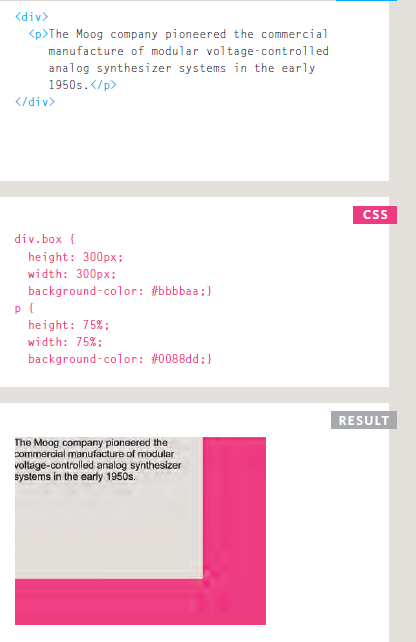 <div>
<p>The Moog company pioneered the commercial
manufacture of modular voltage-controlled
analog synthesizer systems in the early
1950s.</p>
</div>
CSS
div.box {
height: 300px;
width: 300px;
background-color: #bbbbaa;}
p {
height: 75%;
width: 75%;
background-color: #0088dd;}
RESULT
The Moog company pioneered the
commercial manufacture of modular
voltage-controlled analog synthesizer
systems in the early 1950s.